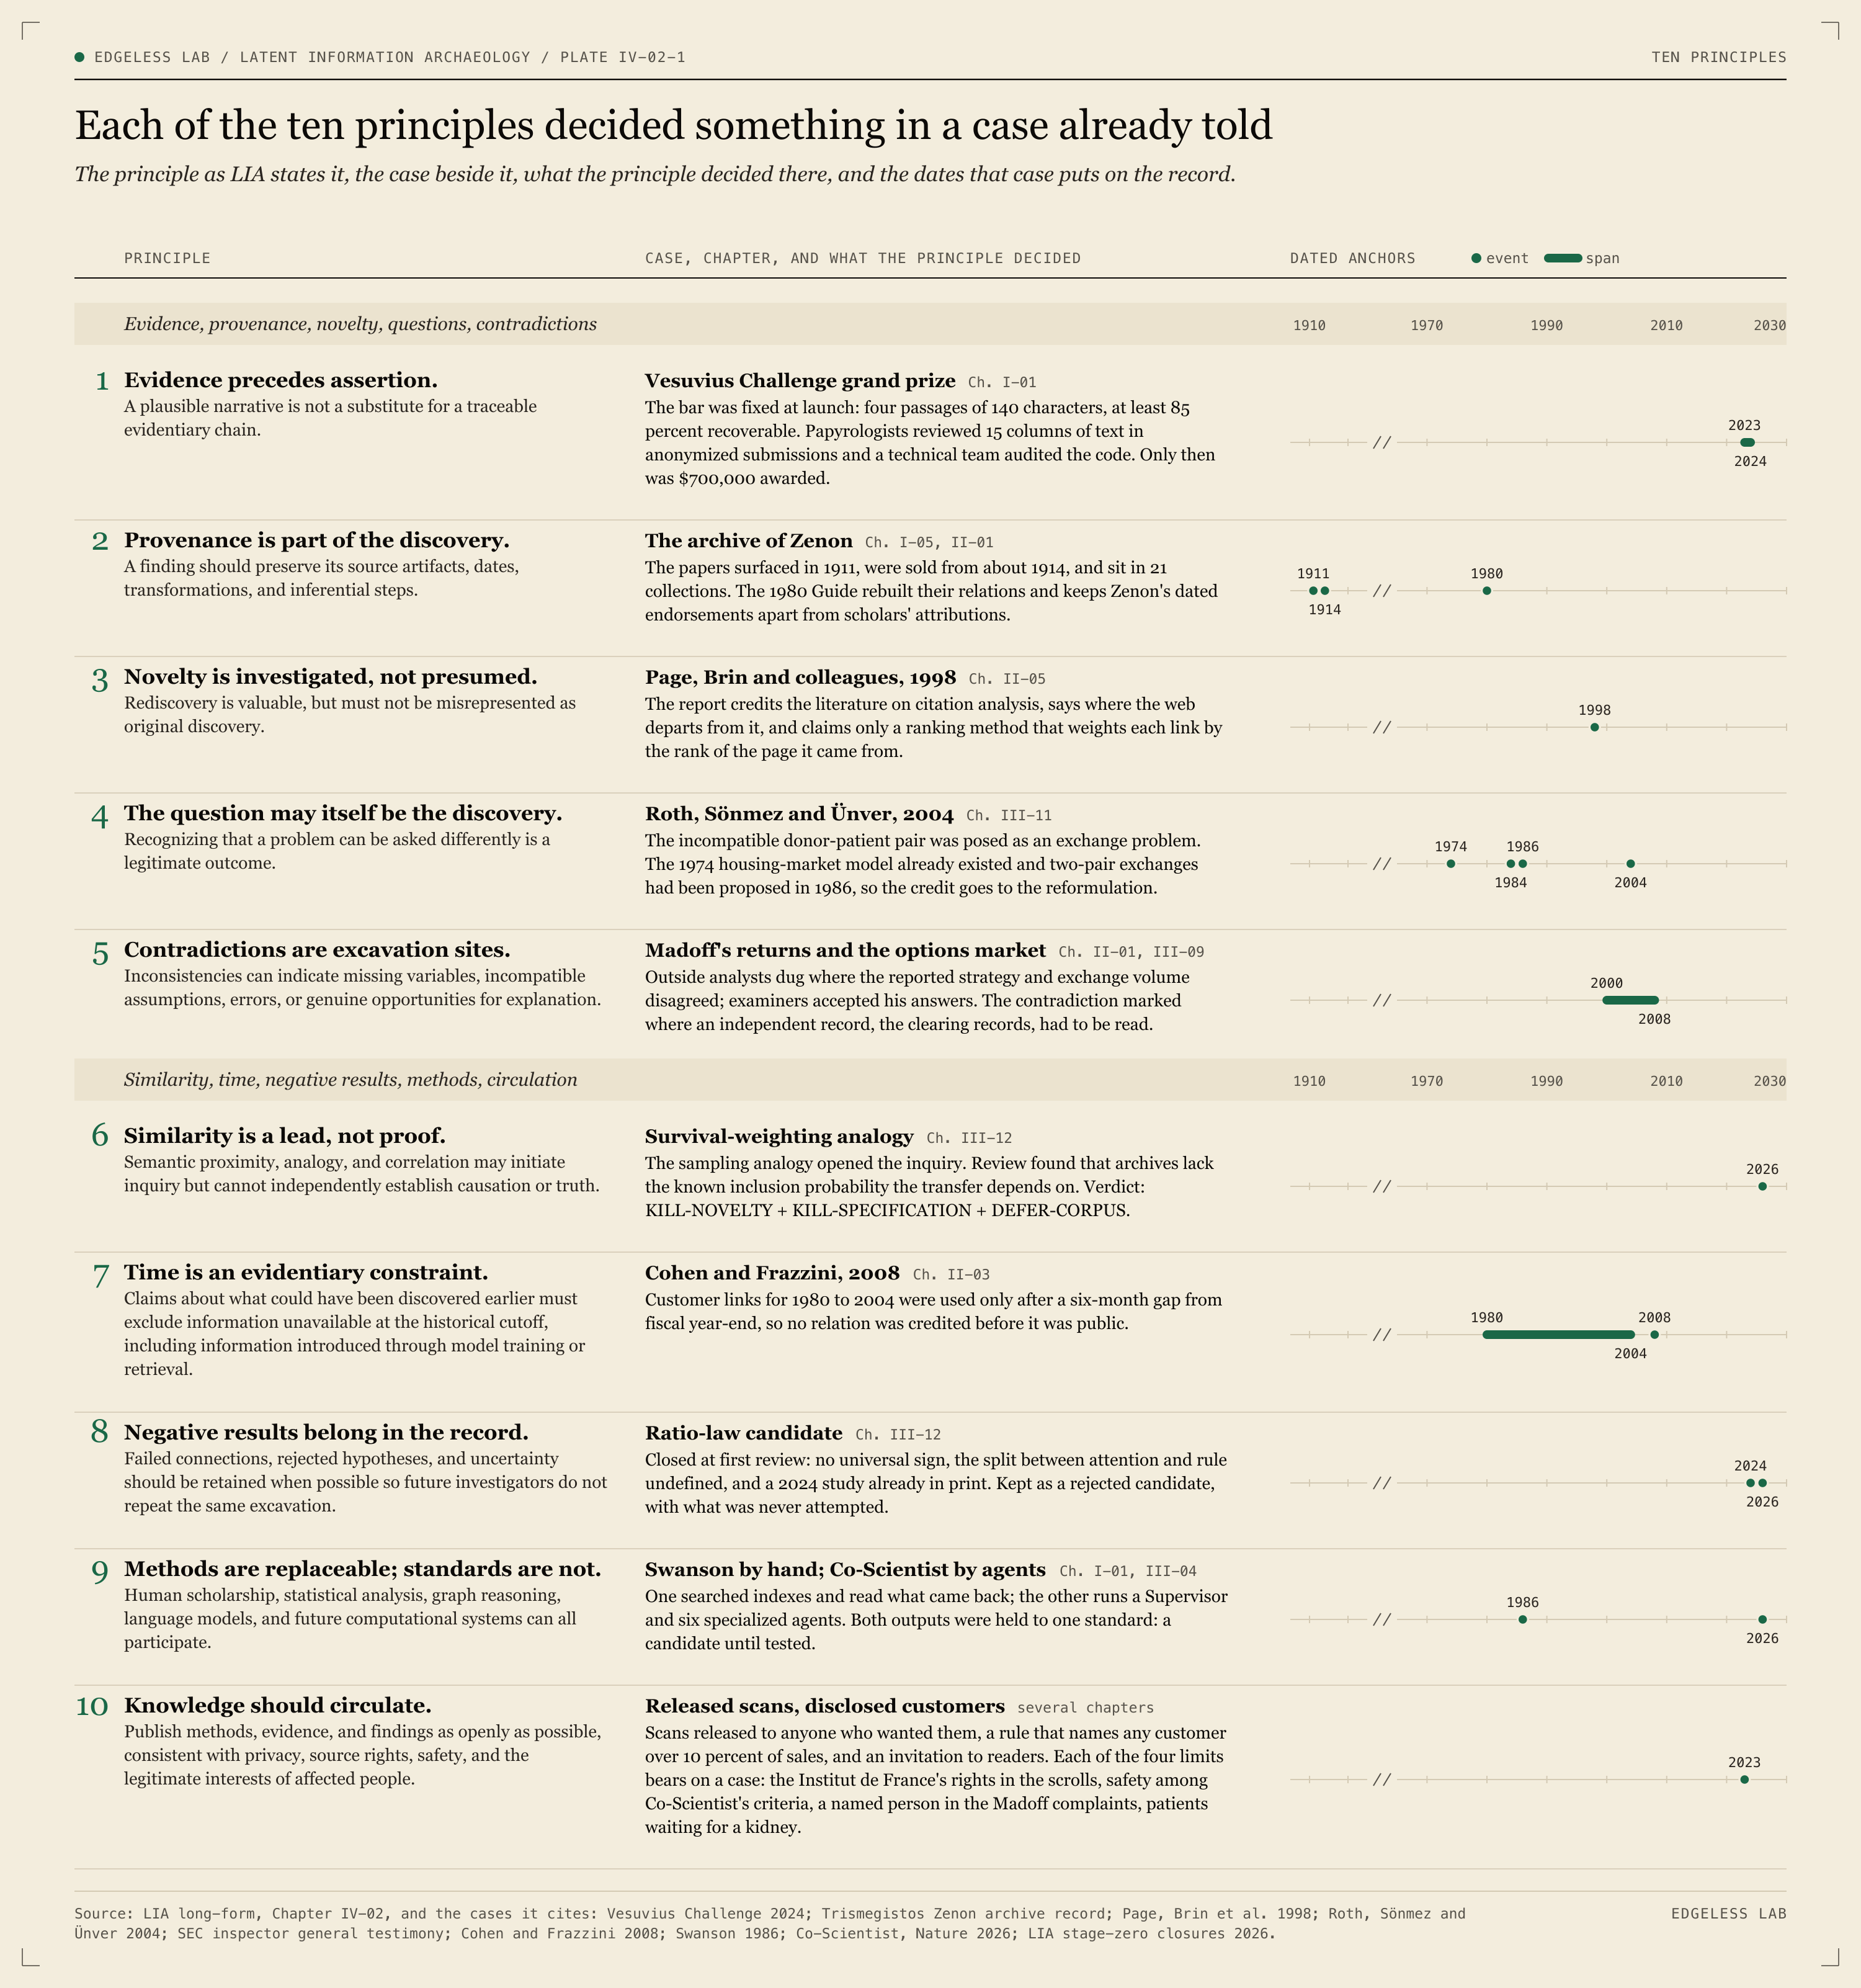 EDGELESS LAB / LATENT INFORMATION ARCHAEOLOGY / PLATE IV-02-1
TEN PRINCIPLES
Each of the ten principles decided something in a case already told
The principle as LIA states it, the case beside it, what the principle decided there, and the dates that case puts on the record.
PRINCIPLE
CASE, CHAPTER, AND WHAT THE PRINCIPLE DECIDED
DATED ANCHORS
event
span
Evidence, provenance, novelty, questions, contradictions
1910 1970 1990 2010 2030
1 Evidence precedes assertion.
A plausible narrative is not a substitute for a traceable
evidentiary chain.
Vesuvius Challenge grand prize Ch. I-01
The bar was fixed at launch: four passages of 140 characters, at least 85
percent recoverable. Papyrologists reviewed 15 columns of text in
anonymized submissions and a technical team audited the code. Only then
was $700,000 awarded.
2023
//
2024
2 Provenance is part of the discovery.
A finding should preserve its source artifacts, dates,
transformations, and inferential steps.
The archive of Zenon Ch. I-05, II-01
The papers surfaced in 1911, were sold from about 1914, and sit in 21
collections. The 1980 Guide rebuilt their relations and keeps Zenon's dated
endorsements apart from scholars' attributions.
1911 1980
//
1914
3 Novelty is investigated, not presumed.
Rediscovery is valuable, but must not be misrepresented as
original discovery.
Page, Brin and colleagues, 1998 Ch. II-05
The report credits the literature on citation analysis, says where the web
departs from it, and claims only a ranking method that weights each link by
the rank of the page it came from.
1998
//
4 The question may itself be the discovery.
Recognizing that a problem can be asked differently is a
legitimate outcome.
Roth, Sönmez and Ünver, 2004 Ch. III-11
The incompatible donor-patient pair was posed as an exchange problem.
The 1974 housing-market model already existed and two-pair exchanges
had been proposed in 1986, so the credit goes to the reformulation.
1974 1986
//
1984 2004
5 Contradictions are excavation sites.
Inconsistencies can indicate missing variables, incompatible
assumptions, errors, or genuine opportunities for explanation.
Madoff's returns and the options market Ch. II-01, III-09
Outside analysts dug where the reported strategy and exchange volume
disagreed; examiners accepted his answers. The contradiction marked
where an independent record, the clearing records, had to be read.
2000
//
2008
Similarity, time, negative results, methods, circulation
1910 1970 1990 2010 2030
6 Similarity is a lead, not proof.
Semantic proximity, analogy, and correlation may initiate
inquiry but cannot independently establish causation or truth.
Survival-weighting analogy Ch. III-12
The sampling analogy opened the inquiry. Review found that archives lack
the known inclusion probability the transfer depends on. Verdict:
KILL-NOVELTY + KILL-SPECIFICATION + DEFER-CORPUS.
2026
//
7 Time is an evidentiary constraint.
Claims about what could have been discovered earlier must
exclude information unavailable at the historical cutoff,
including information introduced through model training or
retrieval.
Cohen and Frazzini, 2008 Ch. II-03
Customer links for 1980 to 2004 were used only after a six-month gap from
fiscal year-end, so no relation was credited before it was public.
1980 2008
//
2004
8 Negative results belong in the record.
Failed connections, rejected hypotheses, and uncertainty
should be retained when possible so future investigators do not
repeat the same excavation.
Ratio-law candidate Ch. III-12
Closed at first review: no universal sign, the split between attention and rule
undefined, and a 2024 study already in print. Kept as a rejected candidate,
with what was never attempted.
2024
//
2026
9 Methods are replaceable; standards are not.
Human scholarship, statistical analysis, graph reasoning,
language models, and future computational systems can all
participate.
Swanson by hand; Co-Scientist by agents Ch. I-01, III-04
One searched indexes and read what came back; the other runs a Supervisor
and six specialized agents. Both outputs were held to one standard: a
candidate until tested.
1986
//
2026
10 Knowledge should circulate.
Publish methods, evidence, and findings as openly as possible,
consistent with privacy, source rights, safety, and the
legitimate interests of affected people.
Released scans, disclosed customers several chapters
Scans released to anyone who wanted them, a rule that names any customer
over 10 percent of sales, and an invitation to readers. Each of the four limits
bears on a case: the Institut de France's rights in the scrolls, safety among
Co-Scientist's criteria, a named person in the Madoff complaints, patients
waiting for a kidney.
2023
//
Source: LIA long-form, Chapter IV-02, and the cases it cites: Vesuvius Challenge 2024; Trismegistos Zenon archive record; Page, Brin et al. 1998; Roth, Sönmez and
Ünver 2004; SEC inspector general testimony; Cohen and Frazzini 2008; Swanson 1986; Co-Scientist, Nature 2026; LIA stage-zero closures 2026.
EDGELESS LAB